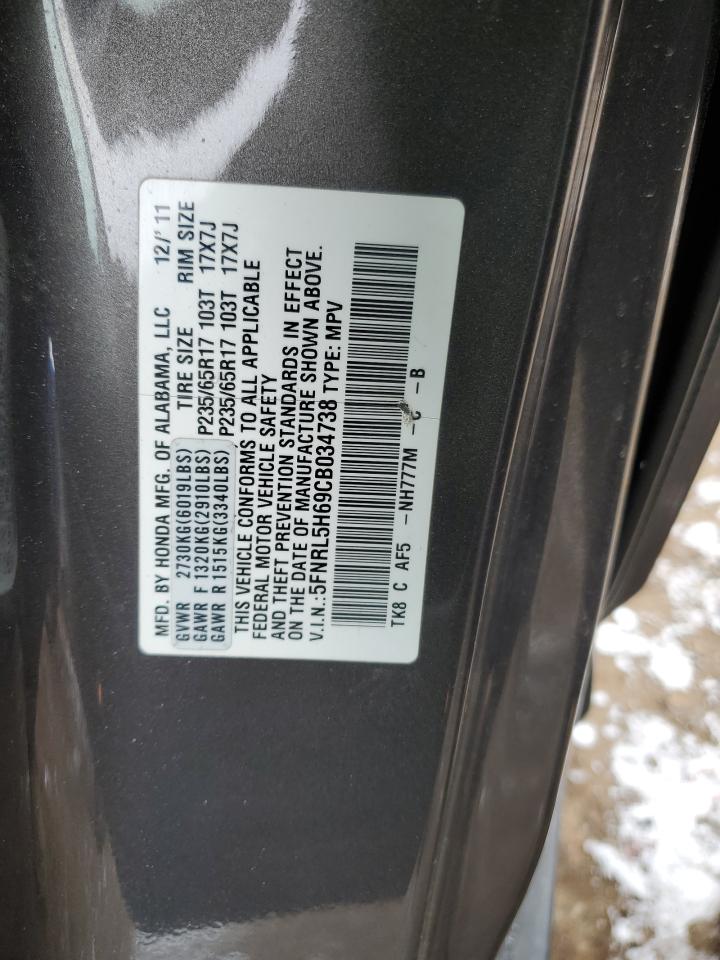 MFD. BY HONDA MFG. OF ALABAMA, LLC 12/'11
GVWR 2730KG(6019LBS) TIRE SIZE RIM SIZE
GAWR F 1320KG(2910LBS) P235/65R17 103T 17X7J
GAWR R 1515KG(3340LBS) P235/65R17 103T 17X7J
THIS VEHICLE CONFORMS TO ALL APPLICABLE
FEDERAL MOTOR VEHICLE SAFETY
AND THEFT PREVENTION STANDARDS IN EFFECT
ON THE DATE OF MANUFACTURE SHOWN ABOVE.
V.I.N.:5FNRL5H69CB034738 TYPE: MPV
TK8 C AF5 -NH777M -C -B